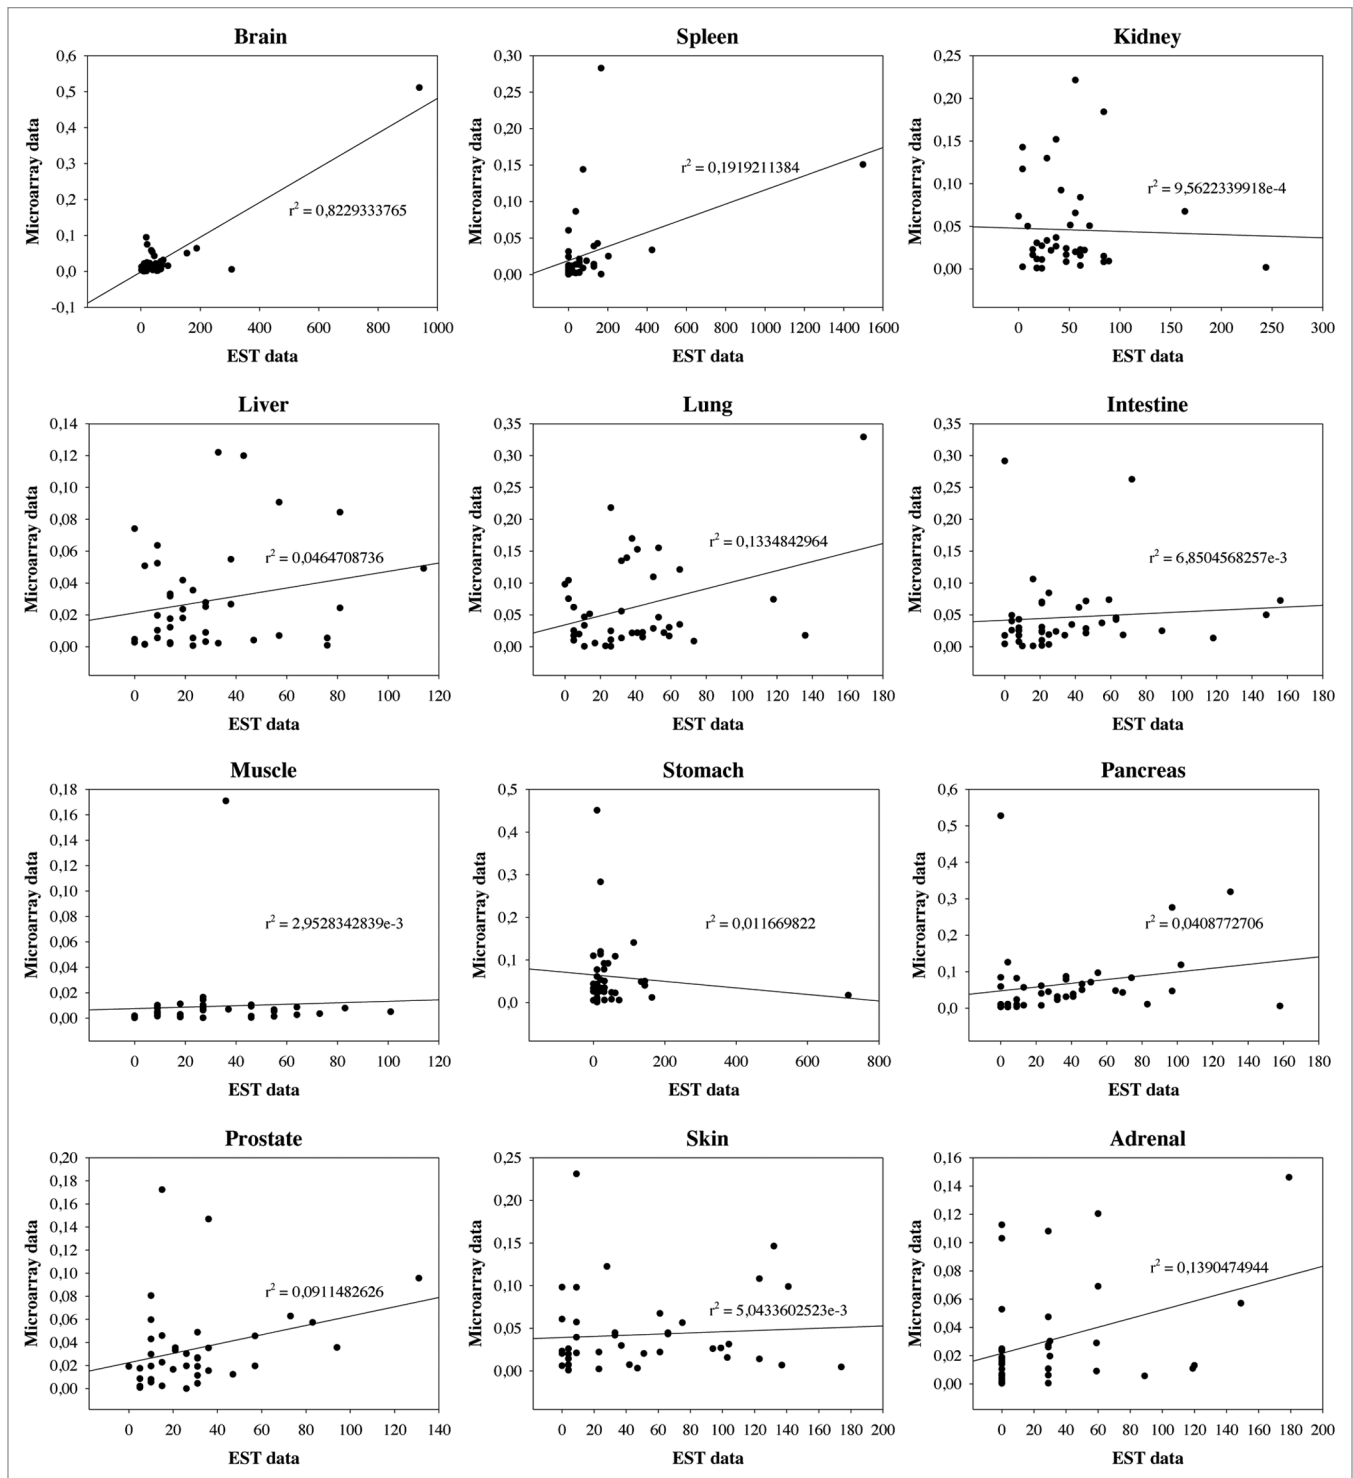 Brain
0,6
0,5
0,4
0,3
0,2
0,1
0,0
-0,1
Microarray data
r² = 0,8229333765
0 200 400 600 800 1000
EST data
Spleen
0,30
0,25
0,20
0,15
0,10
0,05
0,00
Microarray data
r² = 0,1919211384
0 200 400 600 800 1000 1200 1400 1600
EST data
Kidney
0,25
0,20
0,15
0,10
0,05
0,00
Microarray data
r² = 9,5622339918e-4
0 50 100 150 200 250 300
EST data
Liver
0,14
0,12
0,10
0,08
0,06
0,04
0,02
0,00
Microarray data
r² = 0,0464708736
0 20 40 60 80 100 120
EST data
Lung
0,35
0,30
0,25
0,20
0,15
0,10
0,05
0,00
Microarray data
r² = 0,1334842964
0 20 40 60 80 100 120 140 160 180
EST data
Intestine
0,35
0,30
0,25
0,20
0,15
0,10
0,05
0,00
Microarray data
r² = 6,8504568257e-3
0 20 40 60 80 100 120 140 160 180
EST data
Muscle
0,18
0,16
0,14
0,12
0,10
0,08
0,06
0,04
0,02
0,00
Microarray data
r² = 2,9528342839e-3
0 20 40 60 80 100 120
EST data
Stomach
0,5
0,4
0,3
0,2
0,1
0,0
Microarray data
r² = 0,011669822
0 200 400 600 800
EST data
Pancreas
0,6
0,5
0,4
0,3
0,2
0,1
0,0
Microarray data
r² = 0,0408772706
0 20 40 60 80 100 120 140 160 180
EST data
Prostate
0,20
0,18
0,16
0,14
0,12
0,10
0,08
0,06
0,04
0,02
0,00
Microarray data
r² = 0,0911482626
0 20 40 60 80 100 120 140
EST data
Skin
0,25
0,20
0,15
0,10
0,05
0,00
Microarray data
r² = 5,0433602523e-3
0 20 40 60 80 100 120 140 160 180 200
EST data
Adrenal
0,16
0,14
0,12
0,10
0,08
0,06
0,04
0,02
0,00
Microarray data
r² = 0,1390474944
0 20 40 60 80 100 120 140 160 180 200
EST data